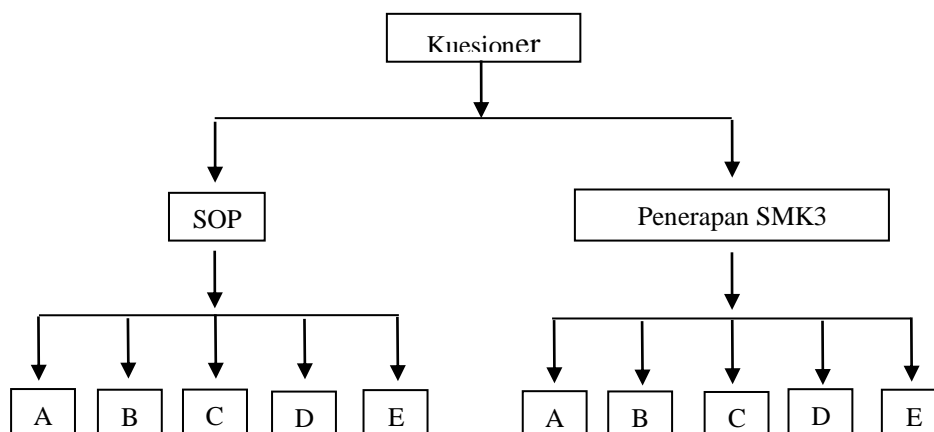 Kuesioner
SOP
Penerapan SMK3
A B C D E A B C D E